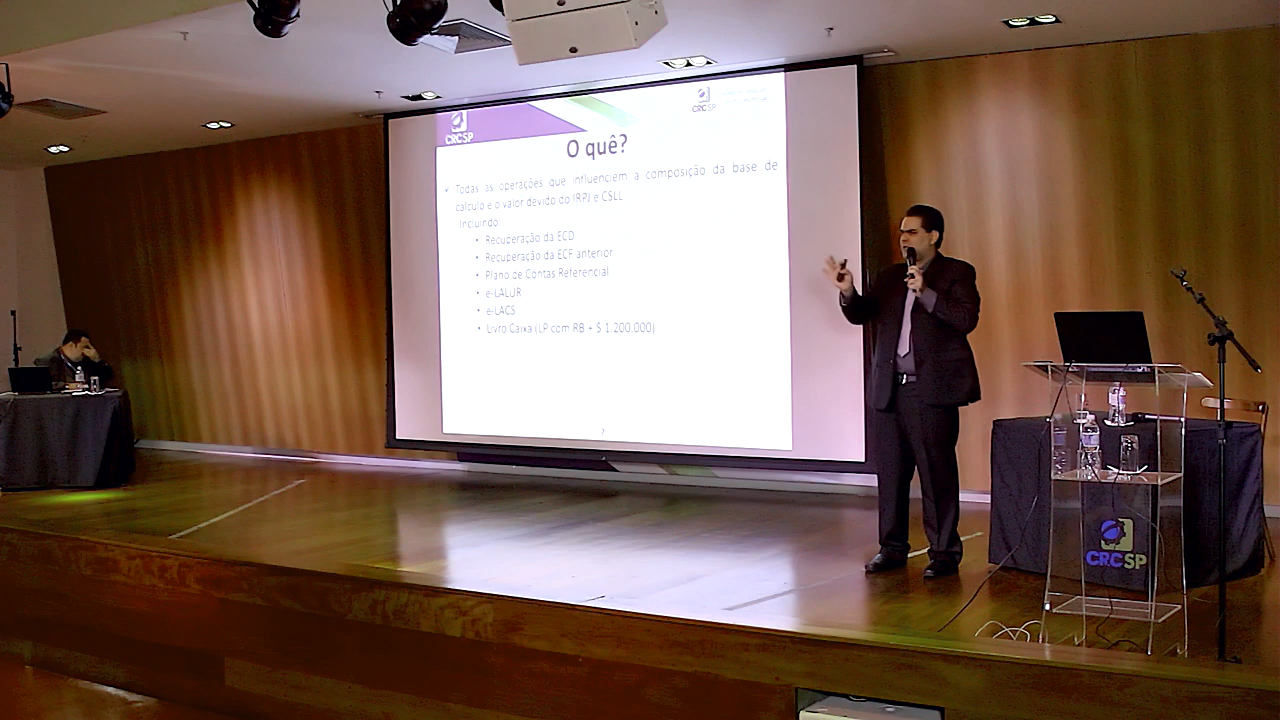 CRCSP
CRCSP
O quê?
Todas as operações que influenciem a composição da base de
cálculo e o valor devido do IRPJ e CSLL
Incluindo:
• Recuperação da ECD
• Recuperação da ECF anterior
• Plano de Contas Referencial
• e-LALUR
• e-LACS
• Livro Caixa (LP com RB + $ 1.200.000)
7
CRCSP